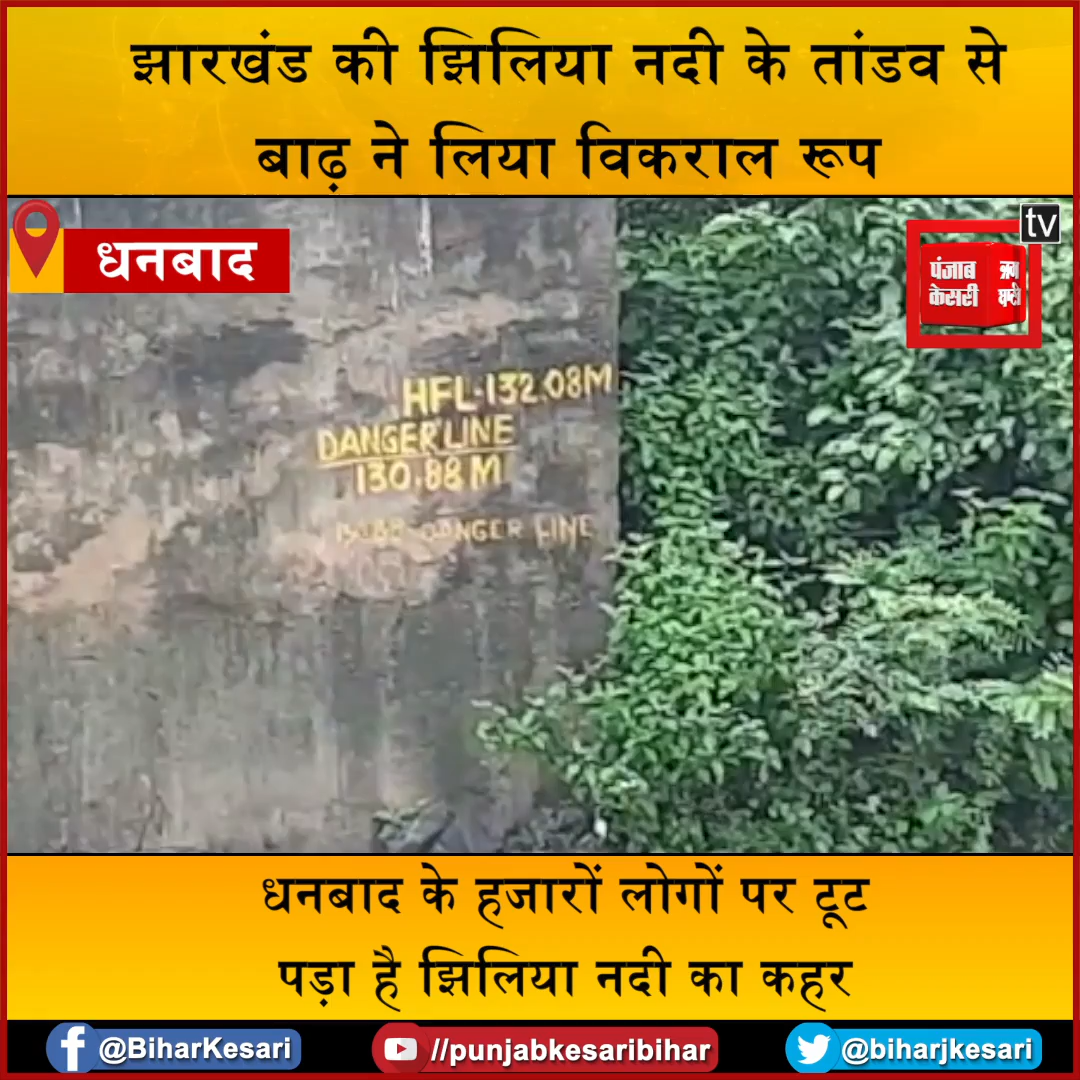 झारखंड की झिलिया नदी के तांडव से
बाढ़ ने लिया विकराल रूप
धनबाद
tv
पंजाब
केसरी
HFL-132.08M
DANGER LINE
130.88 M
DANGER LINE
धनबाद के हजारों लोगों पर टूट
पड़ा है झिलिया नदी का कहर
@BiharKesari
//punjabkesaribihar
@biharjkesari